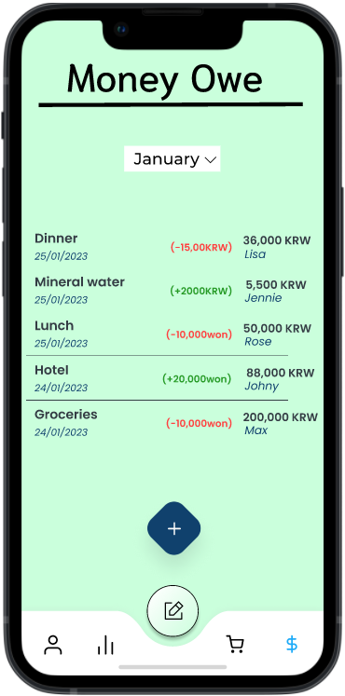 Money Owe
January
Dinner (-15,00KRW) 36,000 KRW
25/01/2023 Lisa
Mineral water (+2000KRW) 5,500 KRW
25/01/2023 Jennie
Lunch (-10,000won) 50,000 KRW
25/01/2023 Rose
Hotel (+20,000won) 88,000 KRW
24/01/2023 Johny
Groceries (-10,000won) 200,000 KRW
24/01/2023 Max
+
$